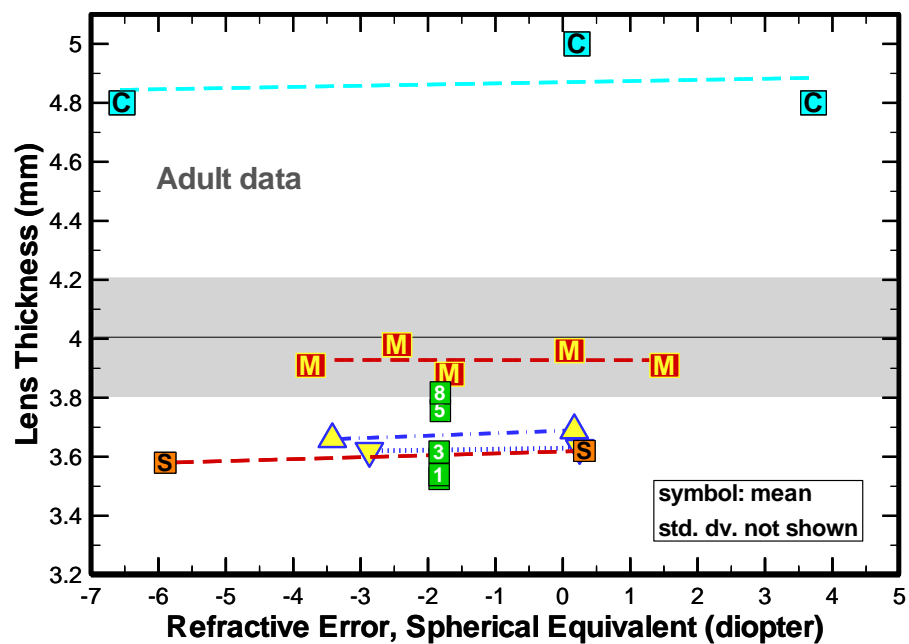 5
C
4.8
C
C
4.6
Adult data
4.4
4.2
4
M
M
M
M
M
3.8
8
5
3.6
3
S
S
1
3.4
symbol: mean
std. dv. not shown
3.2
-7 -6 -5 -4 -3 -2 -1 0 1 2 3 4 5
Lens Thickness (mm)
Refractive Error, Spherical Equivalent (diopter)